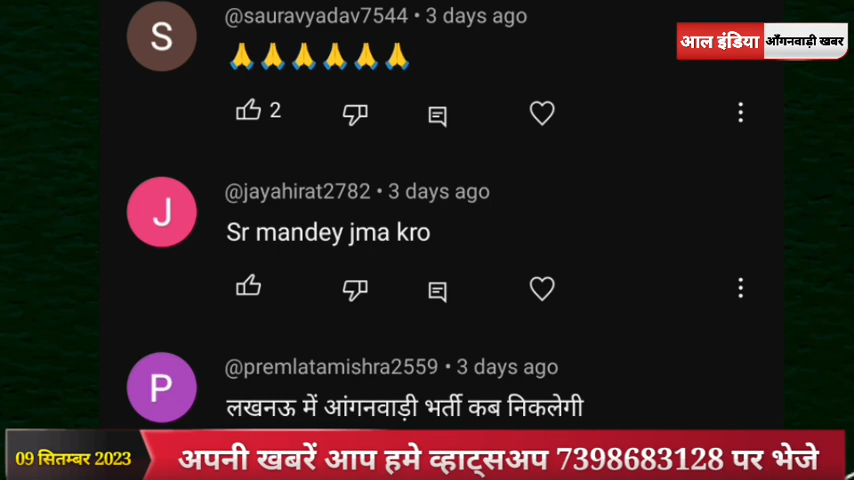 @sauravyadav7544 • 3 days ago
आल इंडिया आँगनवाड़ी खबर
S
🙏🙏🙏🙏🙏🙏
2
@jayahirat2782 • 3 days ago
J
Sr mandey jma kro
@premlatamishra2559 • 3 days ago
P
लखनऊ में आंगनवाड़ी भर्ती कब निकलेगी
09 सितम्बर 2023 अपनी खबरें आप हमे व्हाट्सअप 7398683128 पर भेजे